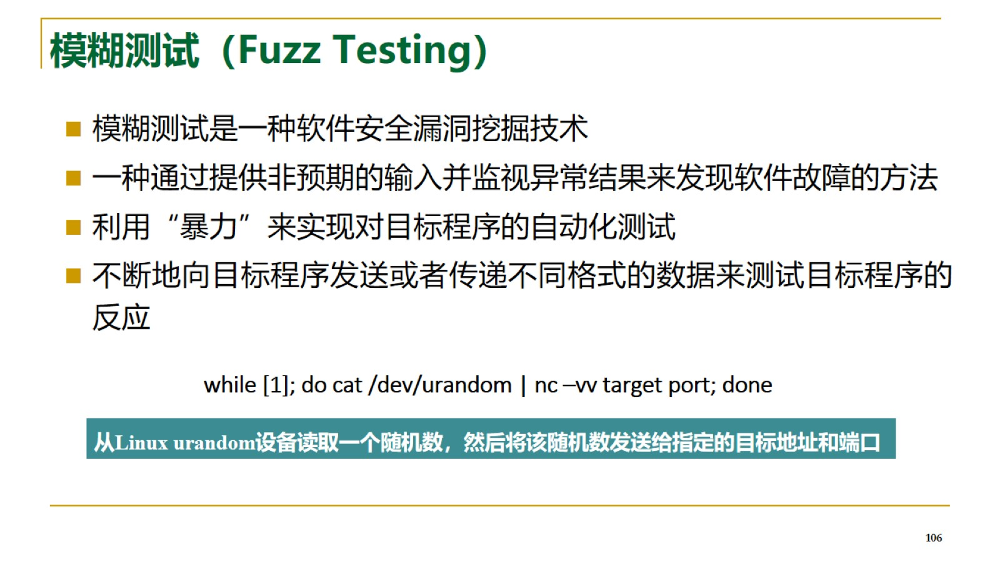 模糊测试（Fuzz Testing）
模糊测试是一种软件安全漏洞挖掘技术
一种通过提供非预期的输入并监视异常结果来发现软件故障的方法
利用“暴力”来实现对目标程序的自动化测试
不断地向目标程序发送或者传递不同格式的数据来测试目标程序的
反应
while [1]; do cat /dev/urandom | nc –vv target port; done
从Linux urandom设备读取一个随机数，然后将该随机数发送给指定的目标地址和端口
106